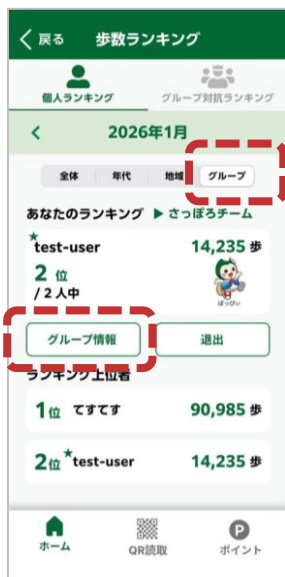 戻る 歩数ランキング
個人ランキング グループ対抗ランキング
2026年1月
全体 年代 地域 グループ
あなたのランキング ▶ さっぽろチーム
★test-user 14,235 歩
2 位
/ 2 人中
ぽっぴぃ
グループ情報 退出
ランキング上位者
1位 てすてす 90,985 歩
2位 ★test-user 14,235 歩
ホーム QR読取 P ポイント